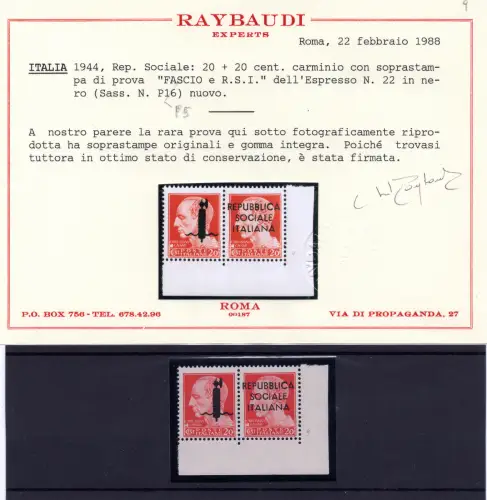 9
RAYBAUDI
EXPERTS
Roma, 22 febbraio 1988
ITALIA 1944, Rep. Sociale: 20 + 20 cent. carminio con soprastam-
pa di prova "FASCIO e R.S.I." dell'Espresso N. 22 in ne-
ro (Sass. N. P16) nuovo.
P5
A nostro parere la rara prova qui sotto fotograficamente ripro-
dotta ha soprastampe originali e gomma integra. Poiché trovasi
tuttora in ottimo stato di conservazione, è stata firmata.
REPUBBLICA
SOCIALE
ITALIANA
ROMA
00187
P.O. BOX 756 - TEL. 678.42.96
VIA DI PROPAGANDA, 27
REPUBBLICA
SOCIALE
ITALIANA